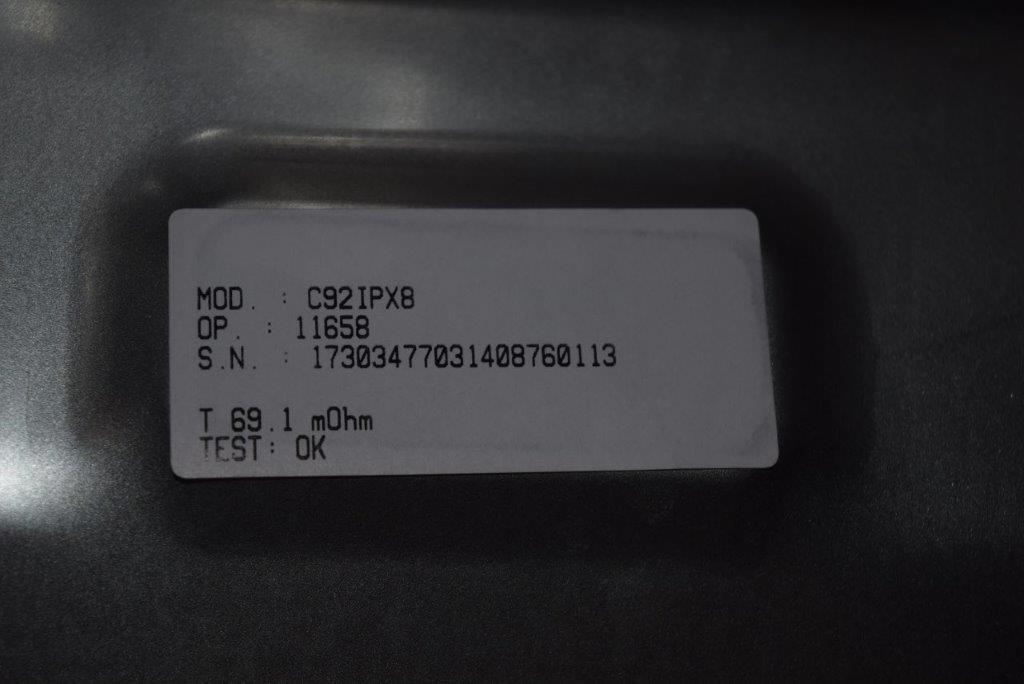 MOD. : C92IPX8
OP. : 11658
S.N. : 17303477031408760113
T 69.1 mOhm
TEST: OK